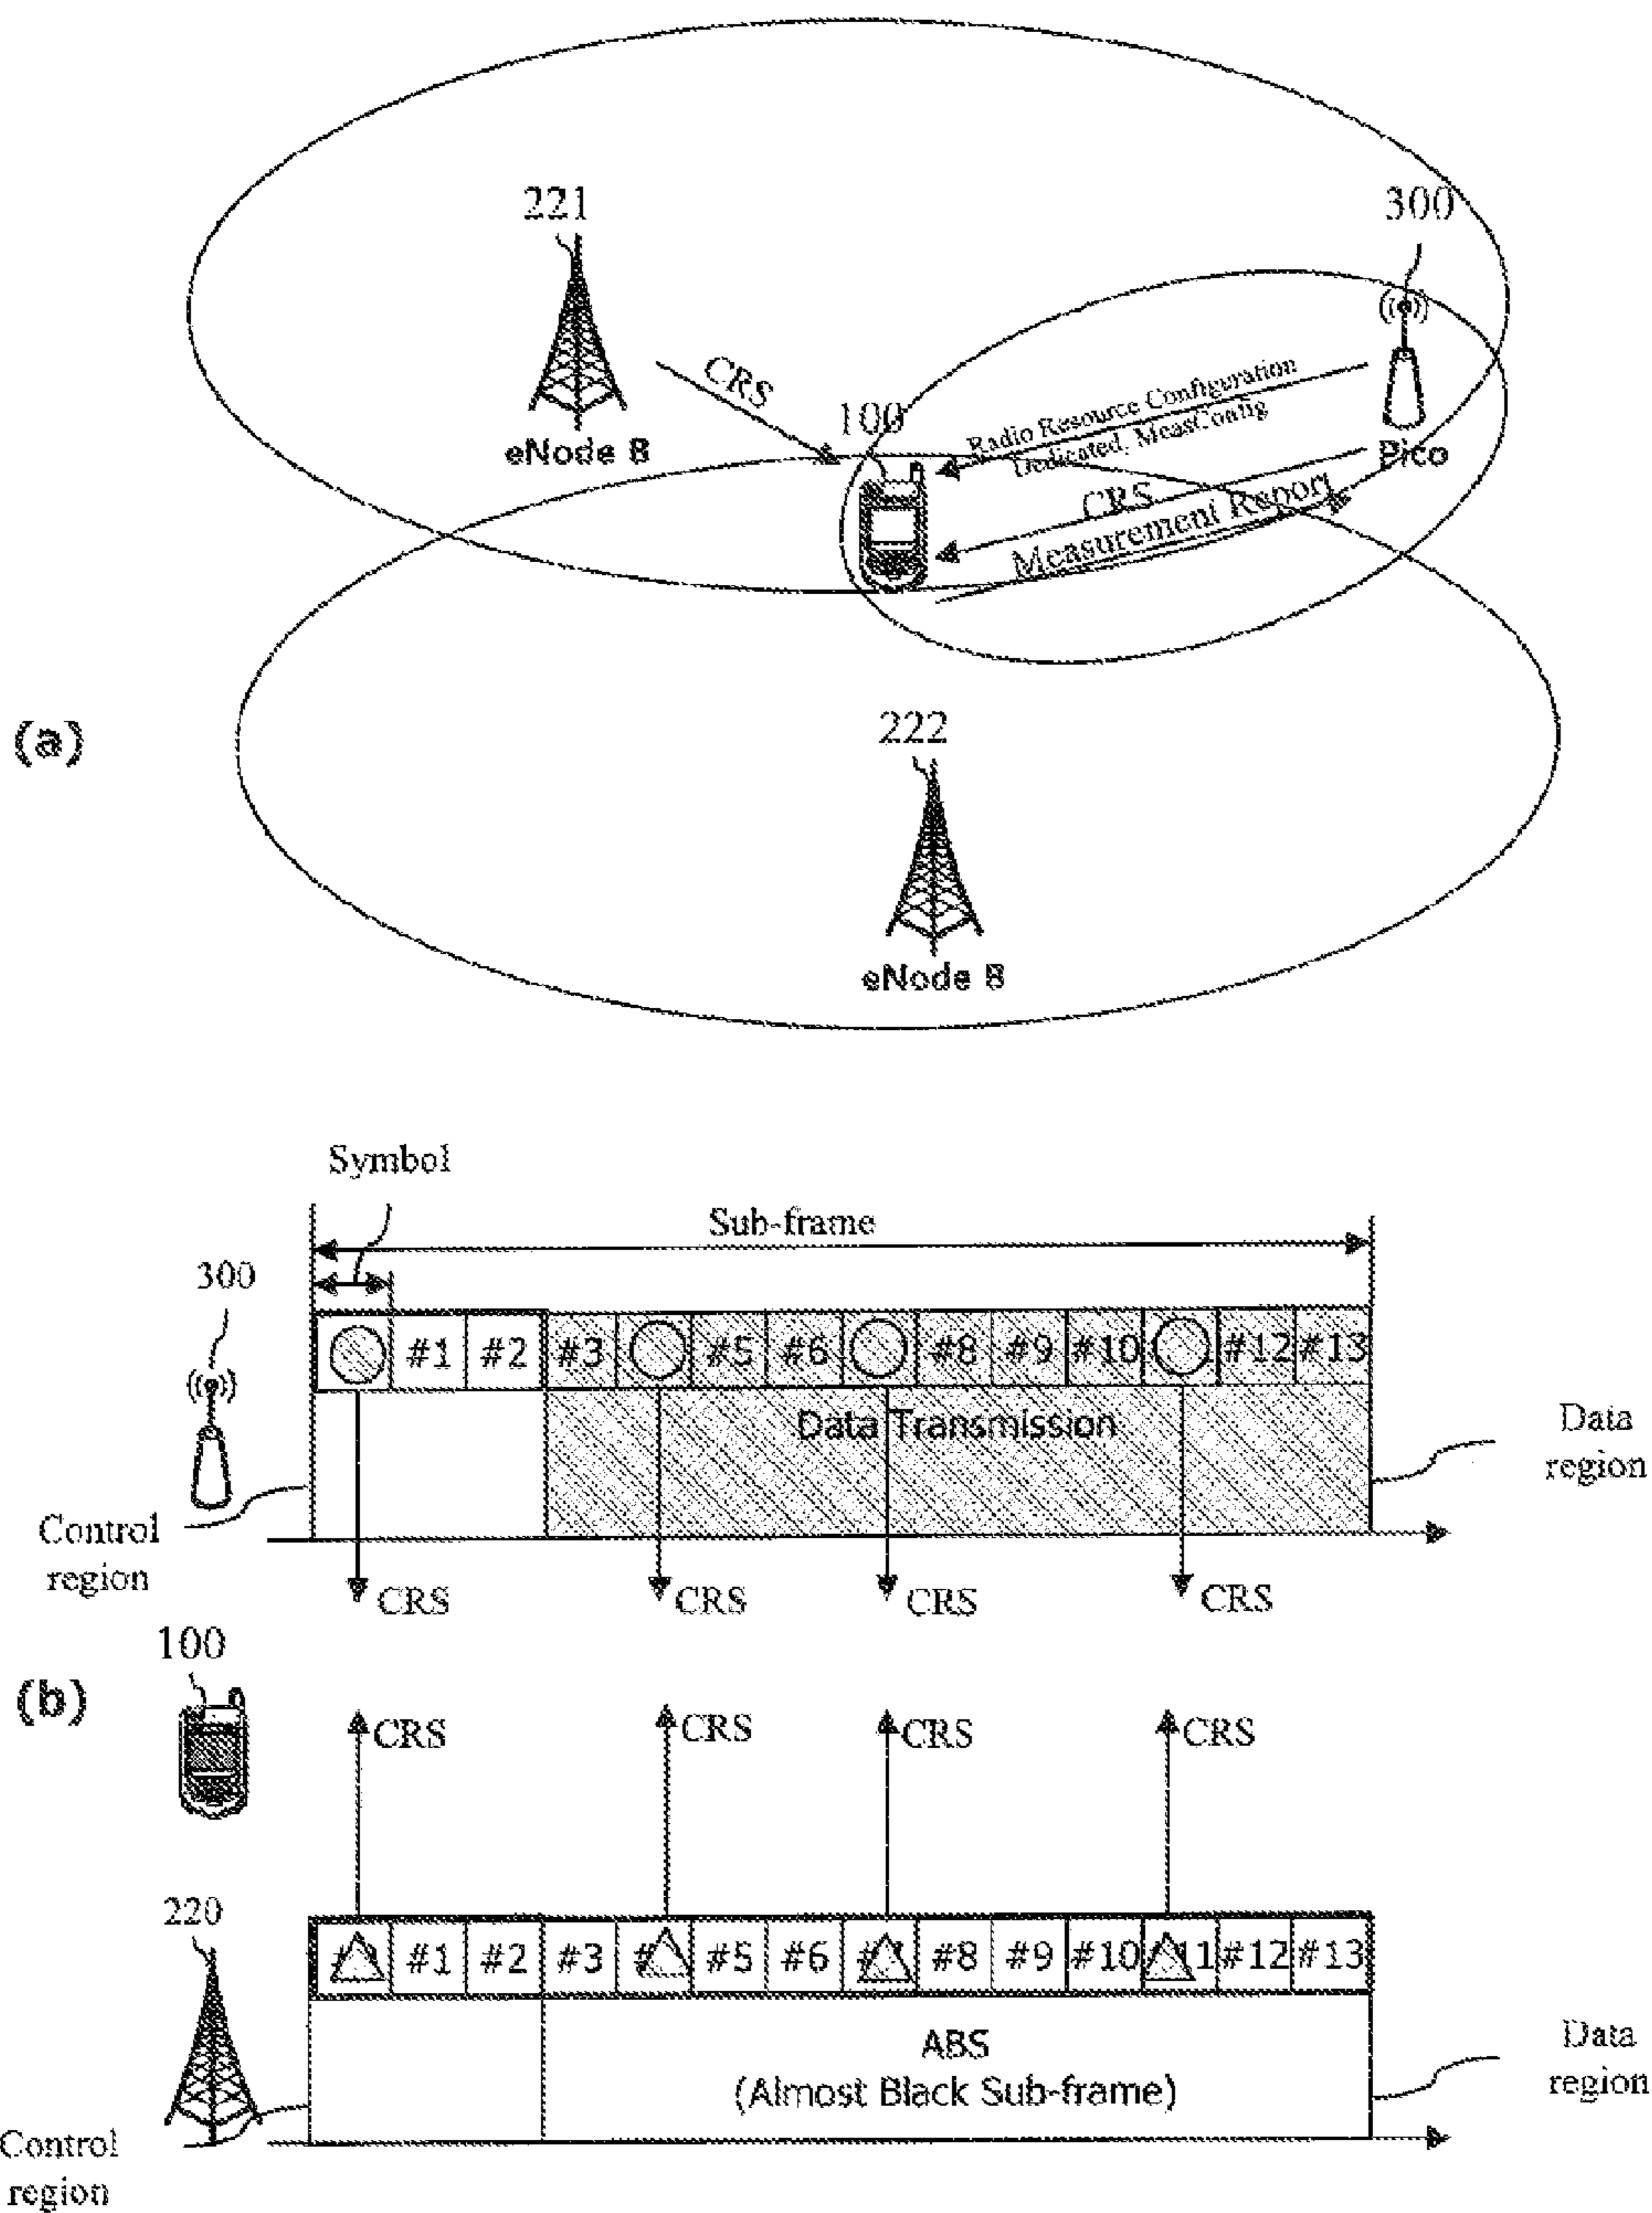 221
300
CRS
100
Radio Resource Configuration
Dedicated, MeasConfig
eNode B
Pico
CRS
Measurement Report
(a)
222
eNode B
Symbol
Sub-frame
300
#1 #2 #3 #5 #6 #8 #9 #10 #12 #13
Data Transmission
Data
region
Control
region
CRS CRS CRS CRS
100
(b)
CRS CRS CRS CRS
220
#1 #2 #3 #5 #6 #7 #8 #9 #10 #11 #12 #13
ABS
(Almost Black Sub-frame)
Data
region
Control
region